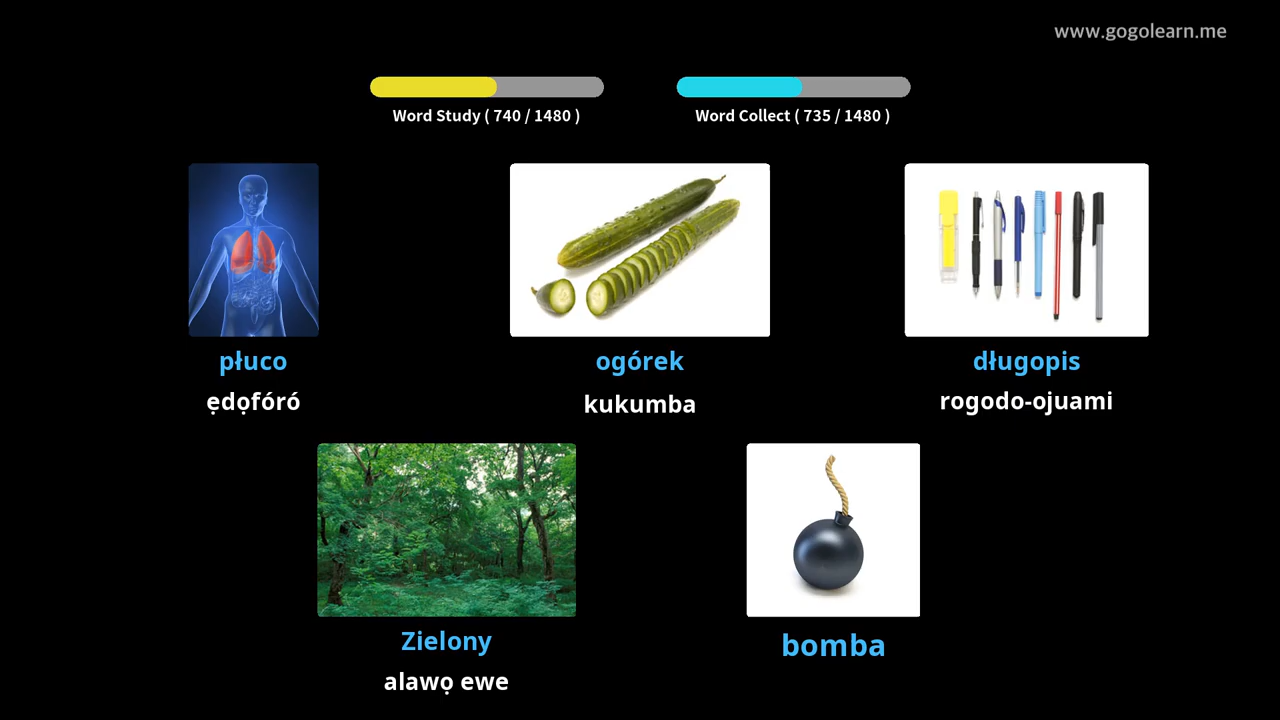 www.gogolearn.me
Word Study ( 740 / 1480 )
Word Collect ( 735 / 1480 )
płuco
ẹdọfóró
ogórek
kukumba
długopis
rogodo-ojuami
Zielony
alawọ ewe
bomba